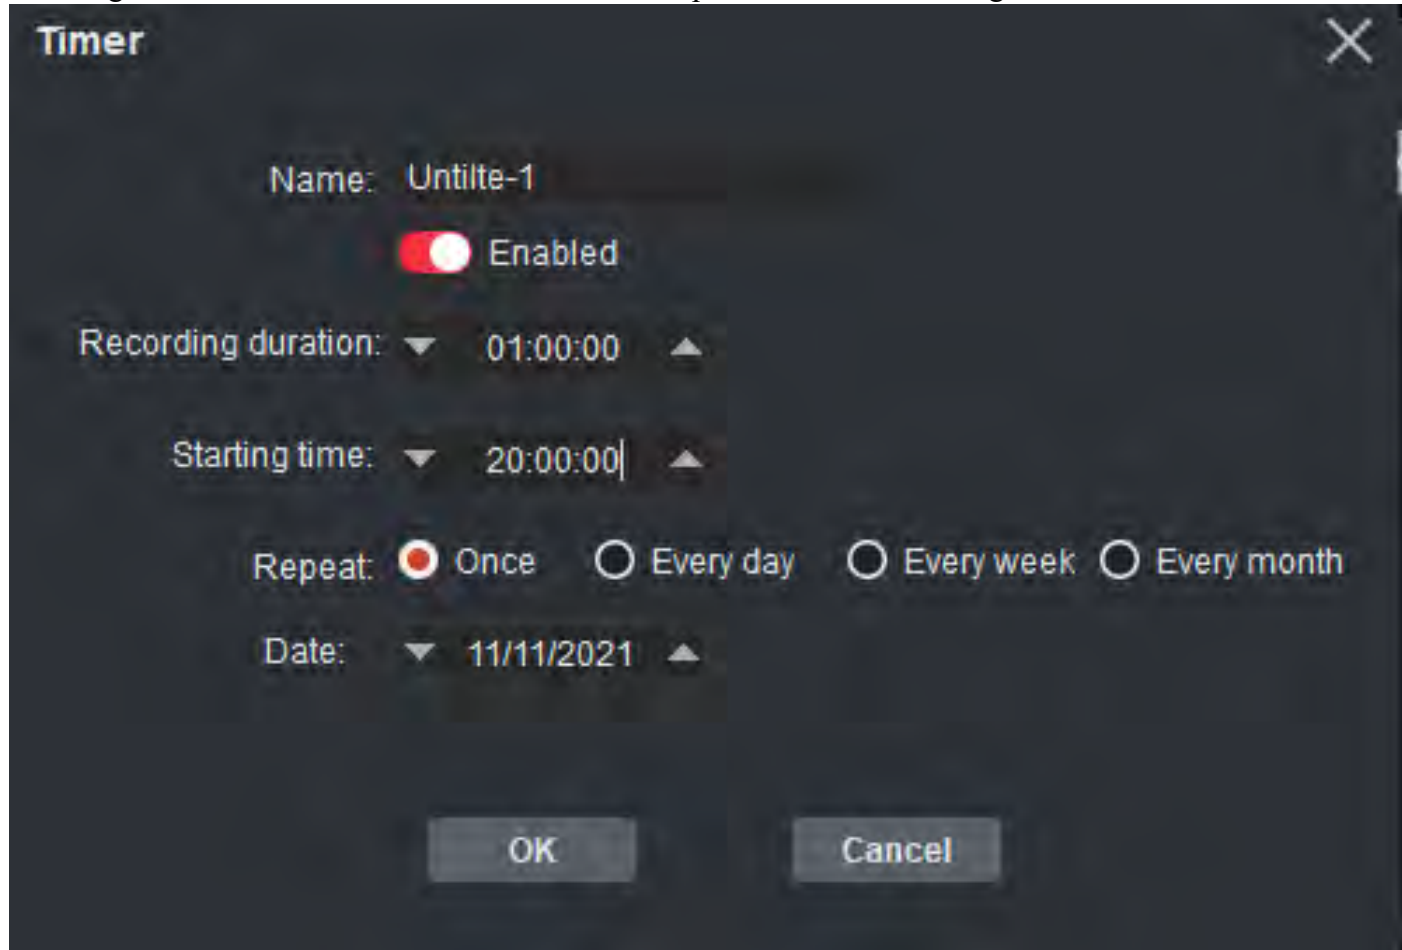 Timer
Name: Untilte-1
Enabled
Recording duration: 01:00:00
Starting time: 20:00:00
Repeat: Once Every day Every week Every month
Date: 11/11/2021
OK Cancel